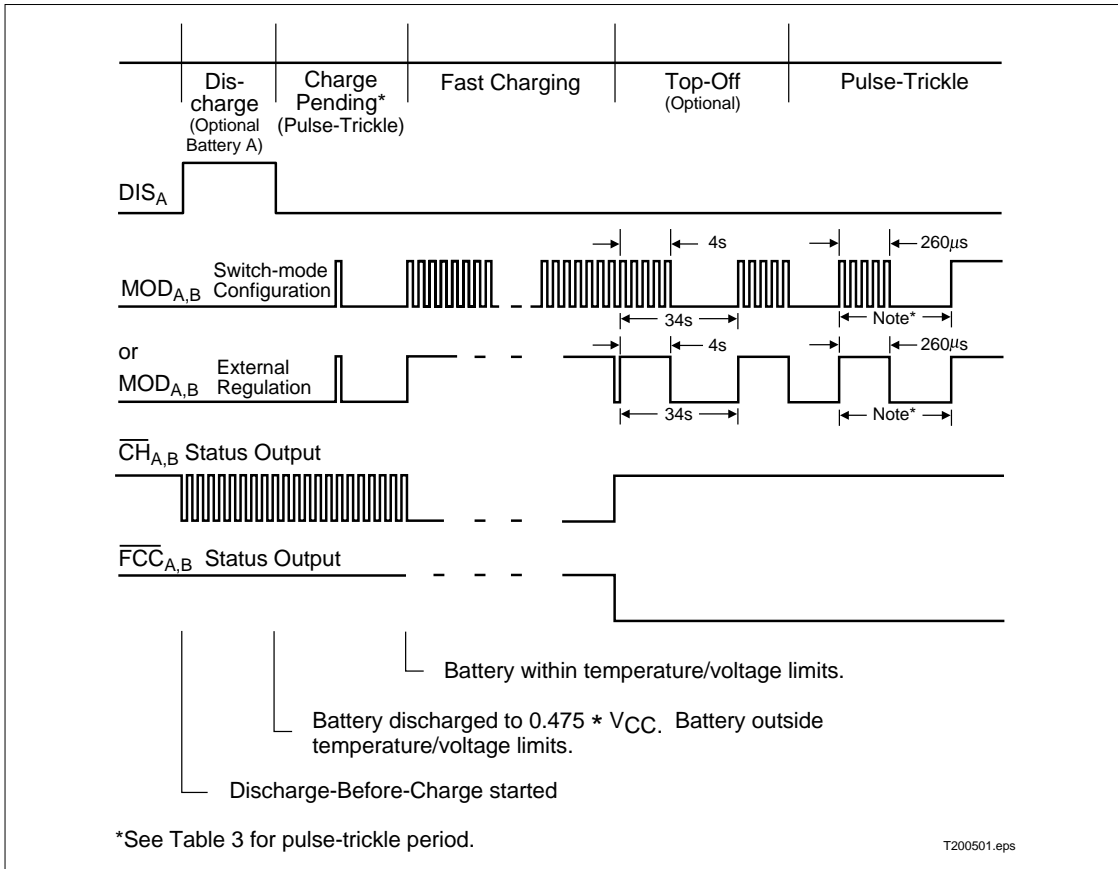 Dis-
charge
(Optional
Battery A)
Charge
Pending*
(Pulse-Trickle)
Fast Charging
Top-Off
(Optional)
Pulse-Trickle
DISA
4s
260µs
MODA,B
Switch-mode
Configuration
34s
Note*
or
MODA,B
External
Regulation
4s
260µs
34s
Note*
CHA,B Status Output
FCCA,B Status Output
Battery within temperature/voltage limits.
Battery discharged to 0.475 * VCC. Battery outside
temperature/voltage limits.
Discharge-Before-Charge started
*See Table 3 for pulse-trickle period.
T200501.eps